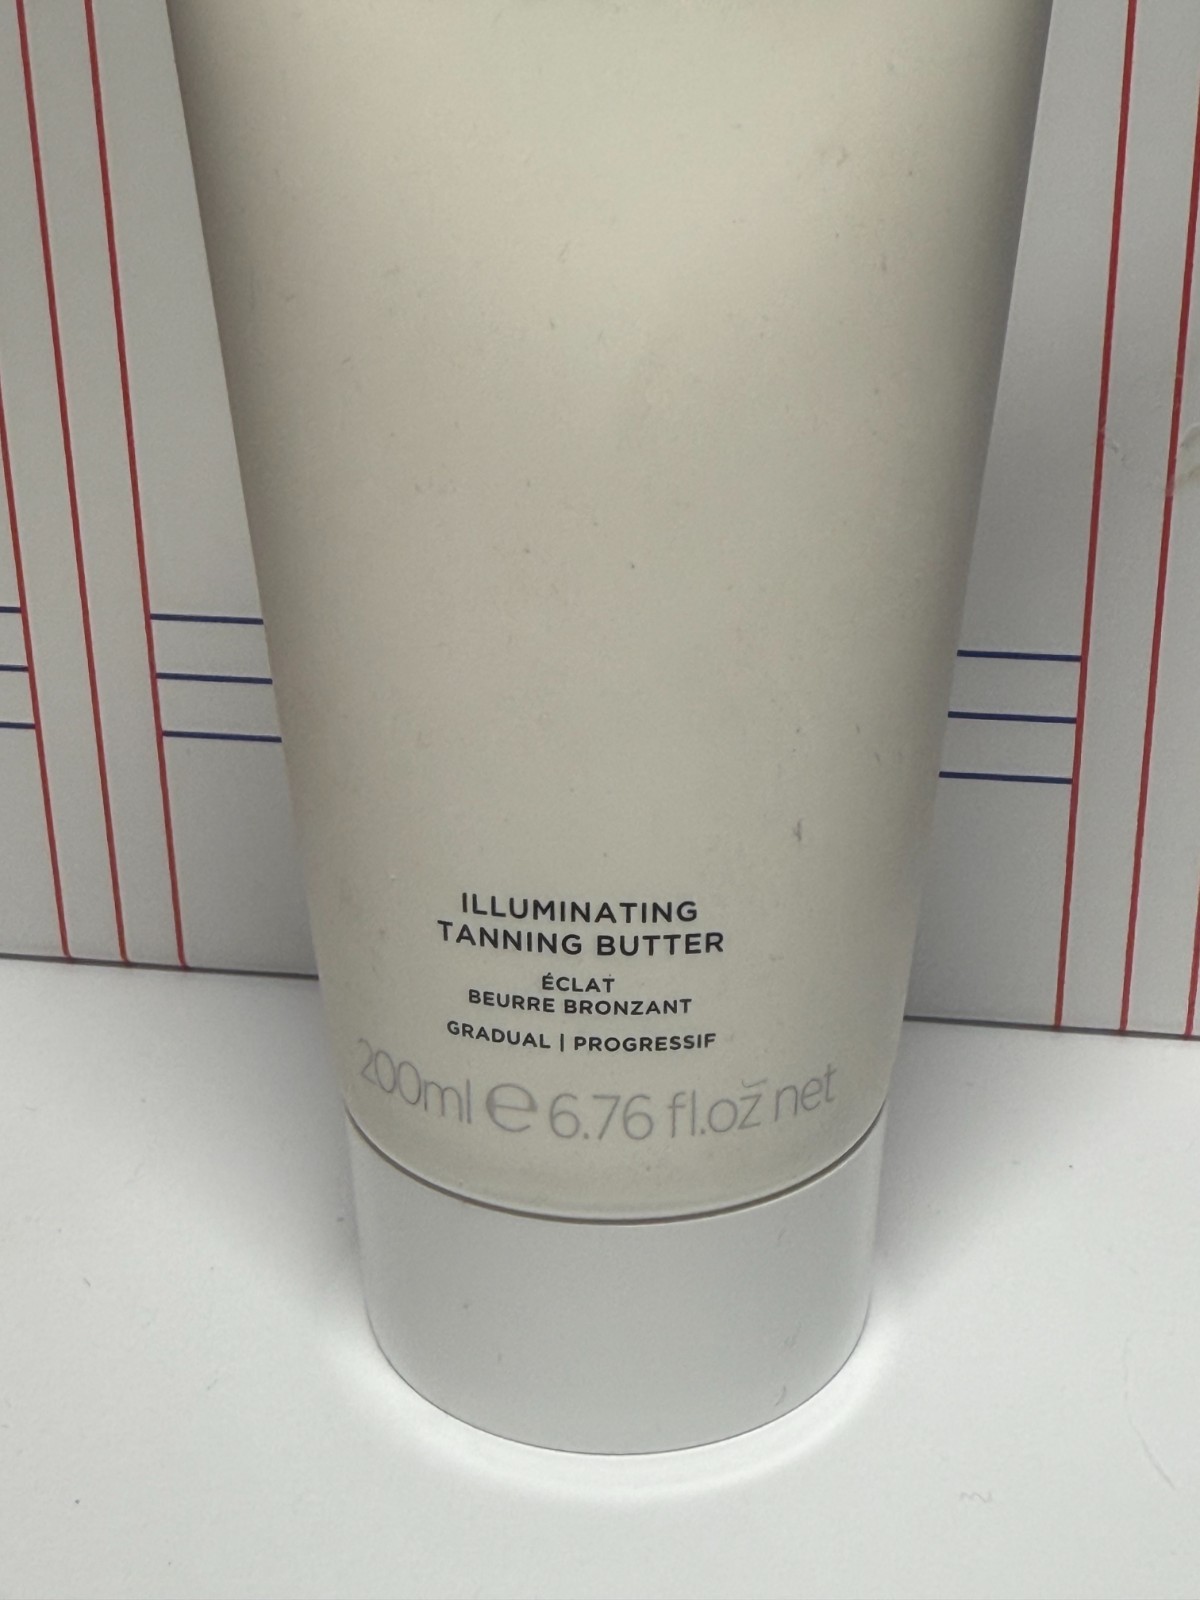 ILLUMINATING
TANNING BUTTER
ÉCLAT
BEURRE BRONZANT
GRADUAL | PROGRESSIF
200ml e 6.76 fl.oz net